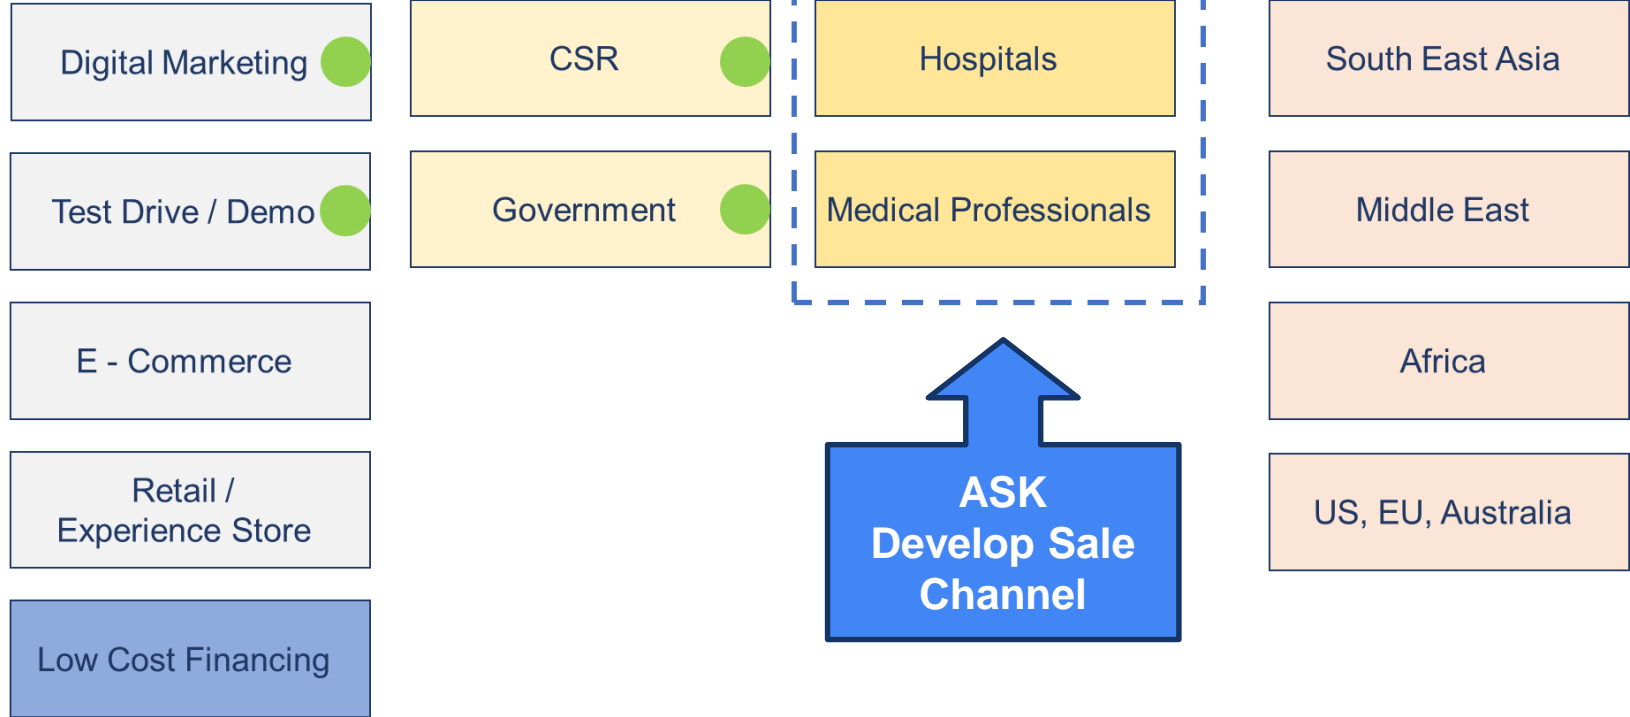 Digital Marketing
CSR
Hospitals
South East Asia
Test Drive / Demo
Government
Medical Professionals
Middle East
E - Commerce
Africa
Retail /
Experience Store
ASK
Develop Sale
Channel
US, EU, Australia
Low Cost Financing